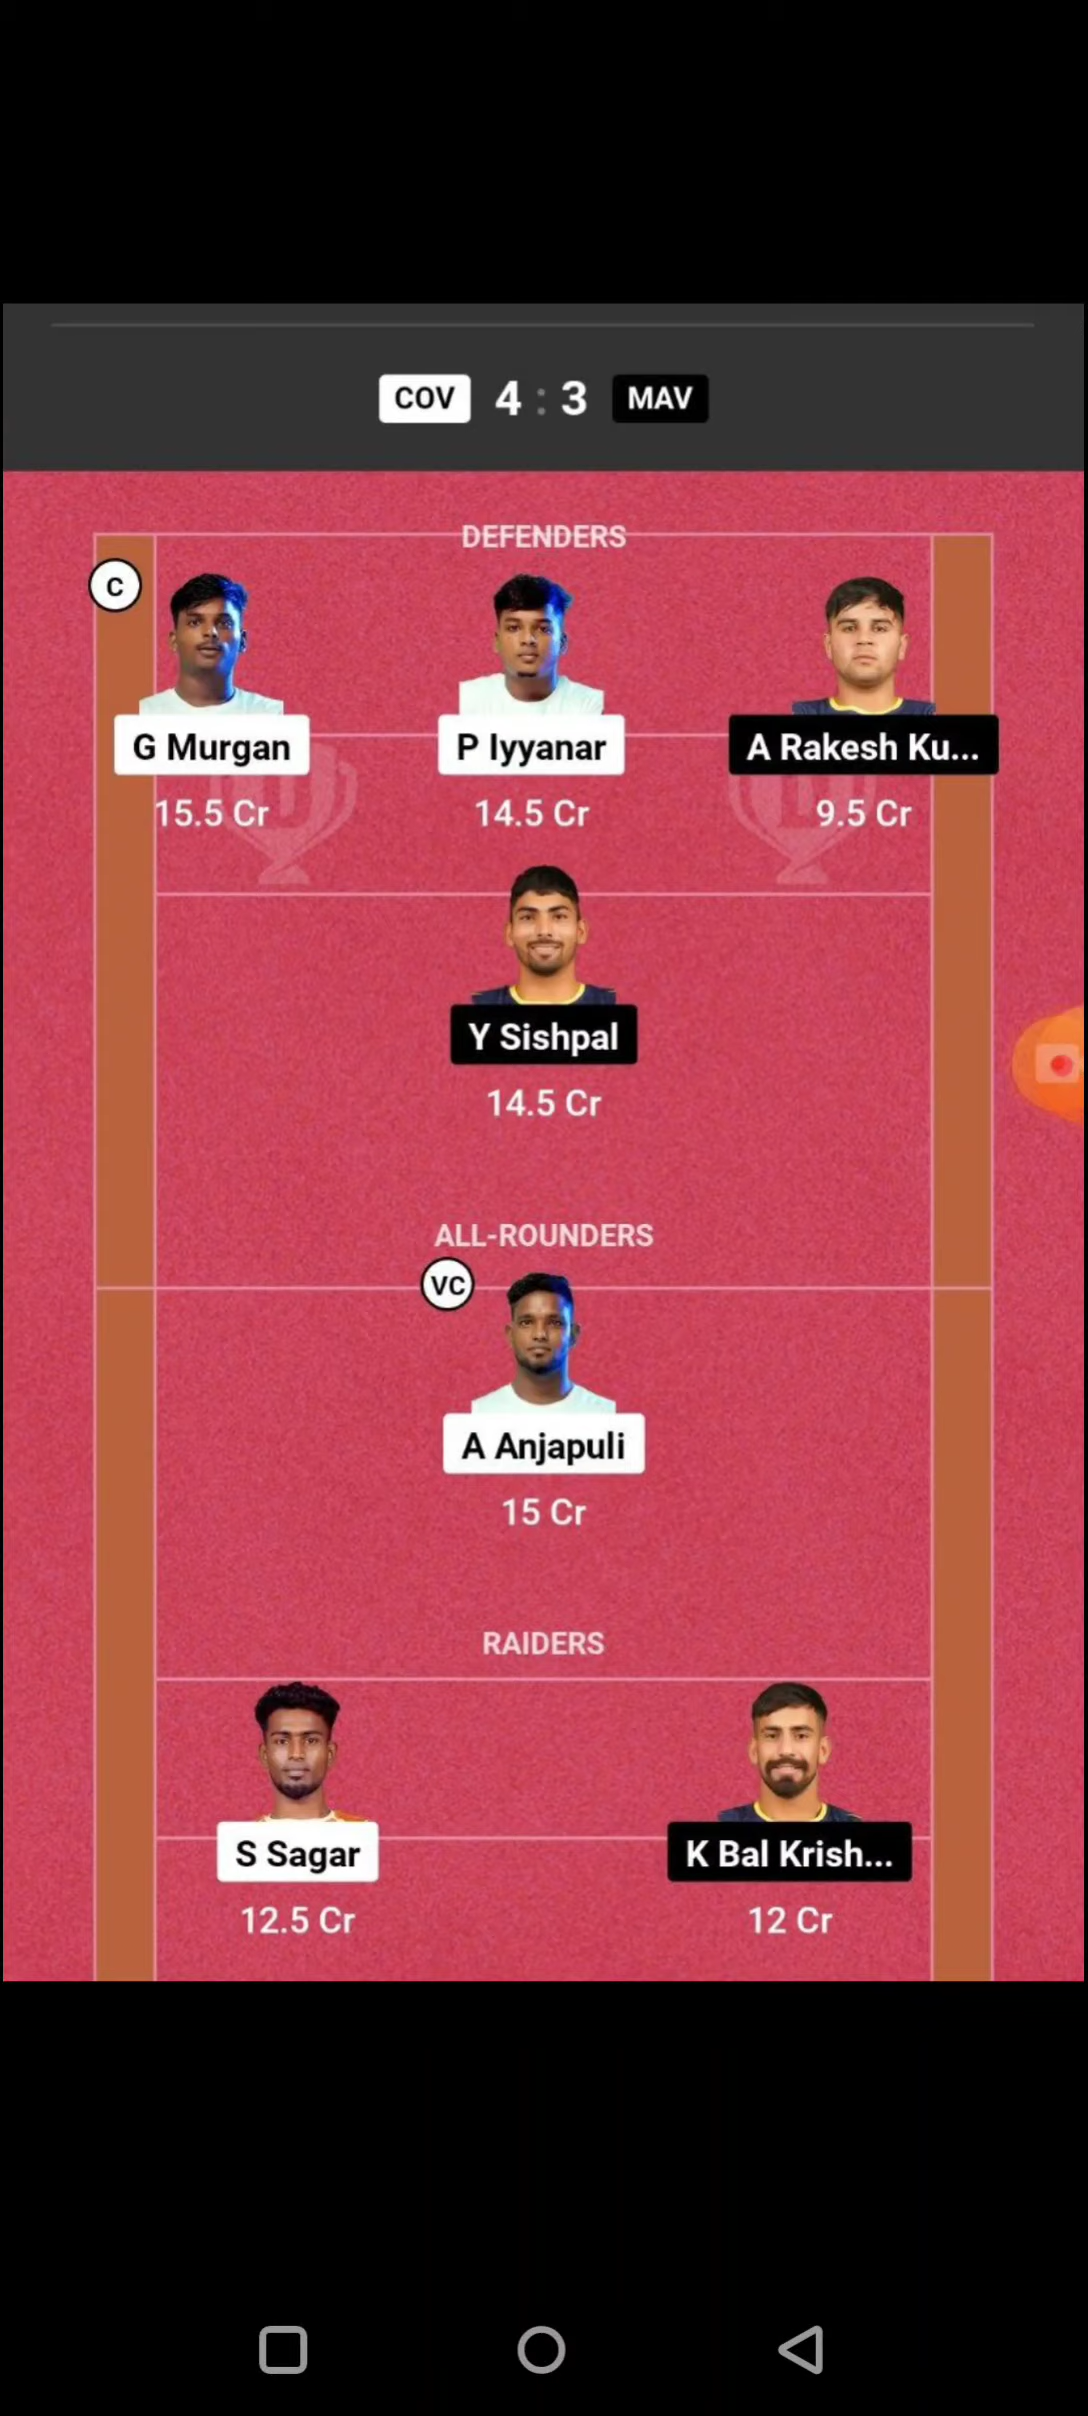 COV 4 : 3 MAV
DEFENDERS
C
G Murgan P Iyyanar A Rakesh Ku...
15.5 Cr 14.5 Cr 9.5 Cr
Y Sishpal
14.5 Cr
ALL-ROUNDERS
VC
A Anjapuli
15 Cr
RAIDERS
S Sagar K Bal Krish...
12.5 Cr 12 Cr